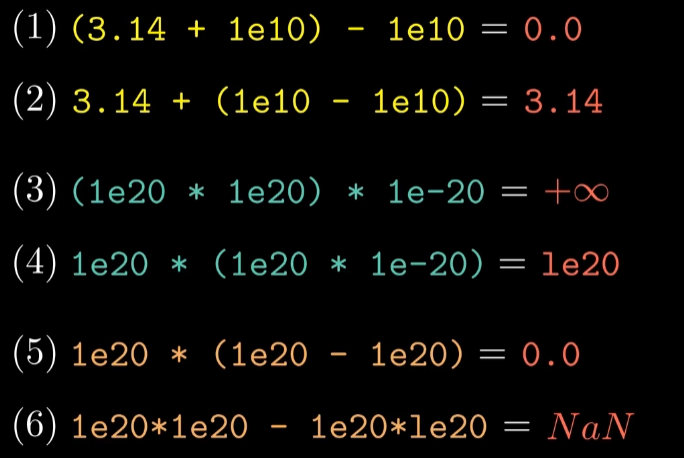 (1) (3.14 + 1e10) - 1e10 = 0.0
(2) 3.14 + (1e10 - 1e10) = 3.14
(3) (1e20 * 1e20) * 1e-20 = +∞
(4) 1e20 * (1e20 * 1e-20) = 1e20
(5) 1e20 * (1e20 - 1e20) = 0.0
(6) 1e20*1e20 - 1e20*1e20 = NaN